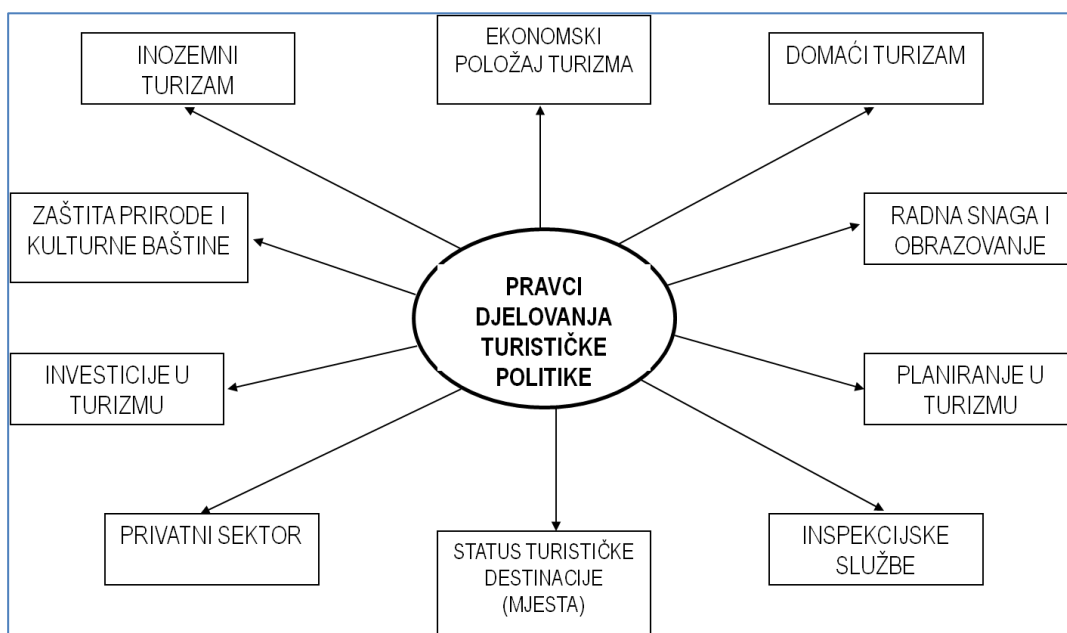 INOZEMNI
TURIZAM
EKONOMSKI
POLOŽAJ TURIZMA
DOMAĆI TURIZAM
ZAŠTITA PRIRODE I
KULTURNE BAŠTINE
RADNA SNAGA I
OBRAZOVANJE
PRAVCI
DJELOVANJA
TURISTIČKE
POLITIKE
INVESTICIJE U
TURIZMU
PLANIRANJE U
TURIZMU
PRIVATNI SEKTOR
STATUS TURISTIČKE
DESTINACIJE
(MJESTA)
INSPEKCIJSKE
SLUŽBE